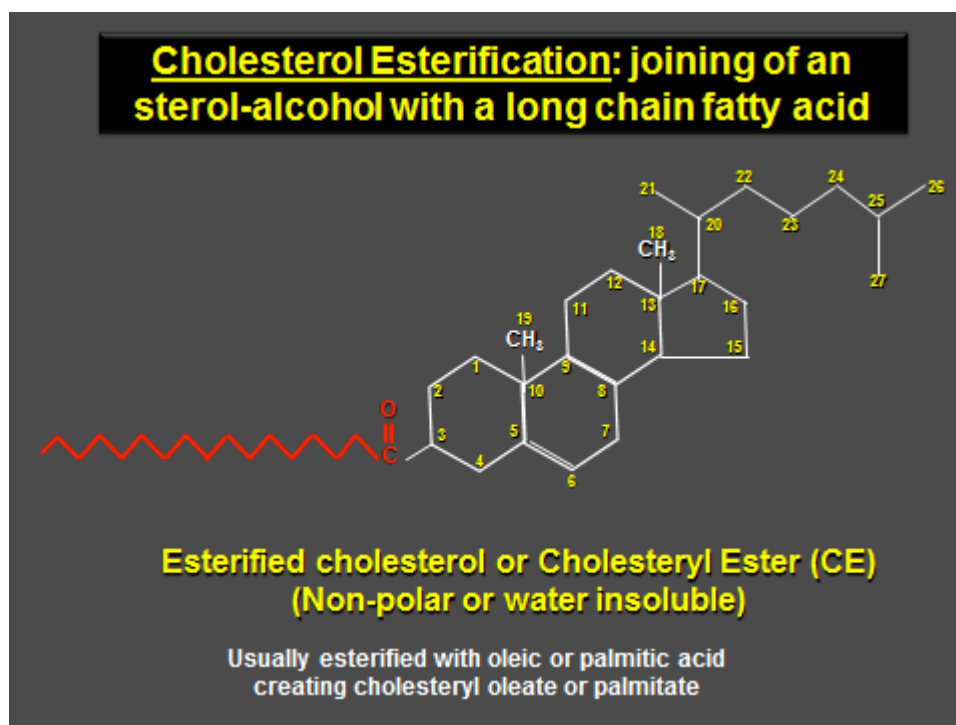 Cholesterol Esterification: joining of an
sterol-alcohol with a long chain fatty acid
21
22
24
26
25
20
23
18
CH₃
27
12
17
16
11
13
19
CH₃
14
15
1
9
2
10
8
O
C
3
5
7
4
6
Esterified cholesterol or Cholesteryl Ester (CE)
(Non-polar or water insoluble)
Usually esterified with oleic or palmitic acid
creating cholesteryl oleate or palmitate